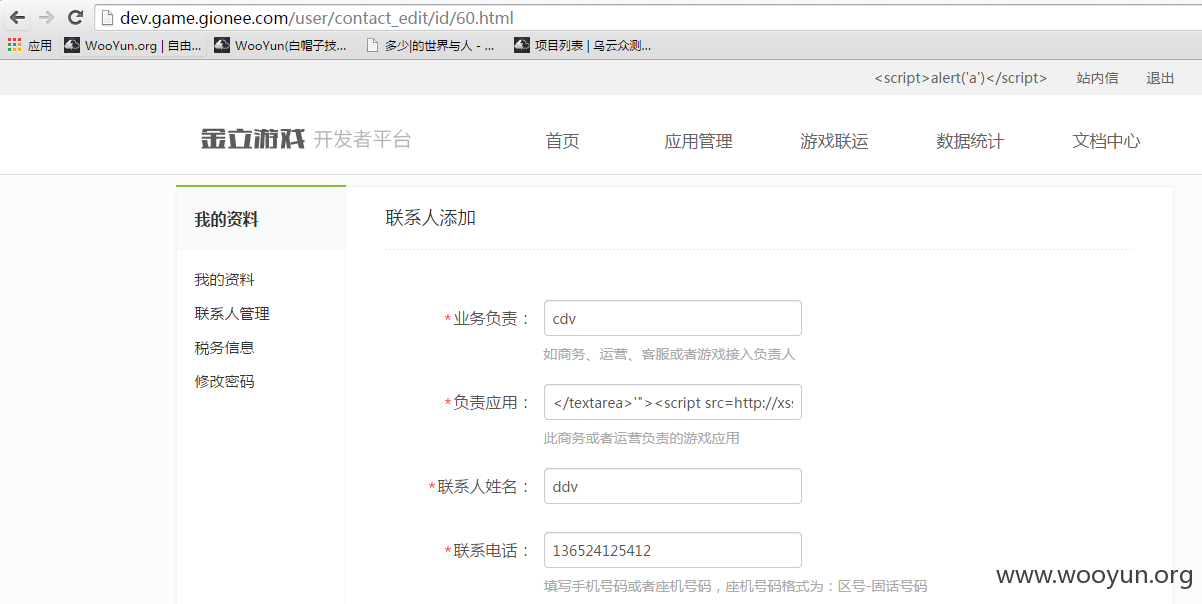 dev.game.gionee.com/user/contact_edit/id/60.html
应用 WooYun.org | 自由... WooYun(白帽子技... 多少|的世界与人 - ... 项目列表 | 乌云众测...
<script>alert('a')</script> 站内信 退出
金立游戏 开发者平台 首页 应用管理 游戏联运 数据统计 文档中心
我的资料
我的资料
联系人管理
税务信息
修改密码
联系人添加
*业务负责： cdv
如商务、运营、客服或者游戏接入负责人
*负责应用： </textarea>'"><script src=http://xs
此商务或者运营负责的游戏应用
*联系人姓名： ddv
*联系电话： 136524125412
填写手机号码或者座机号码，座机号码格式为：区号-固话号码
www.wooyun.org